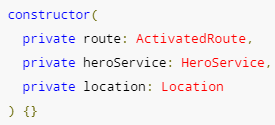 constructor(
  private route: ActivatedRoute,
  private heroService: HeroService,
  private location: Location
) {}